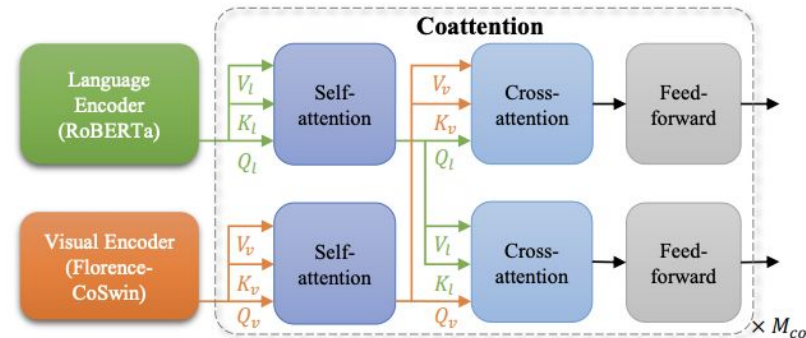 Coattention
Language
Encoder
(RoBERTa)
V_l
K_l
Q_l
Self-
attention
V_v
K_v
Q_l
Cross-
attention
Feed-
forward
Visual Encoder
(Florence-
CoSwin)
V_v
K_v
Q_v
Self-
attention
V_l
K_l
Q_v
Cross-
attention
Feed-
forward
× M_co